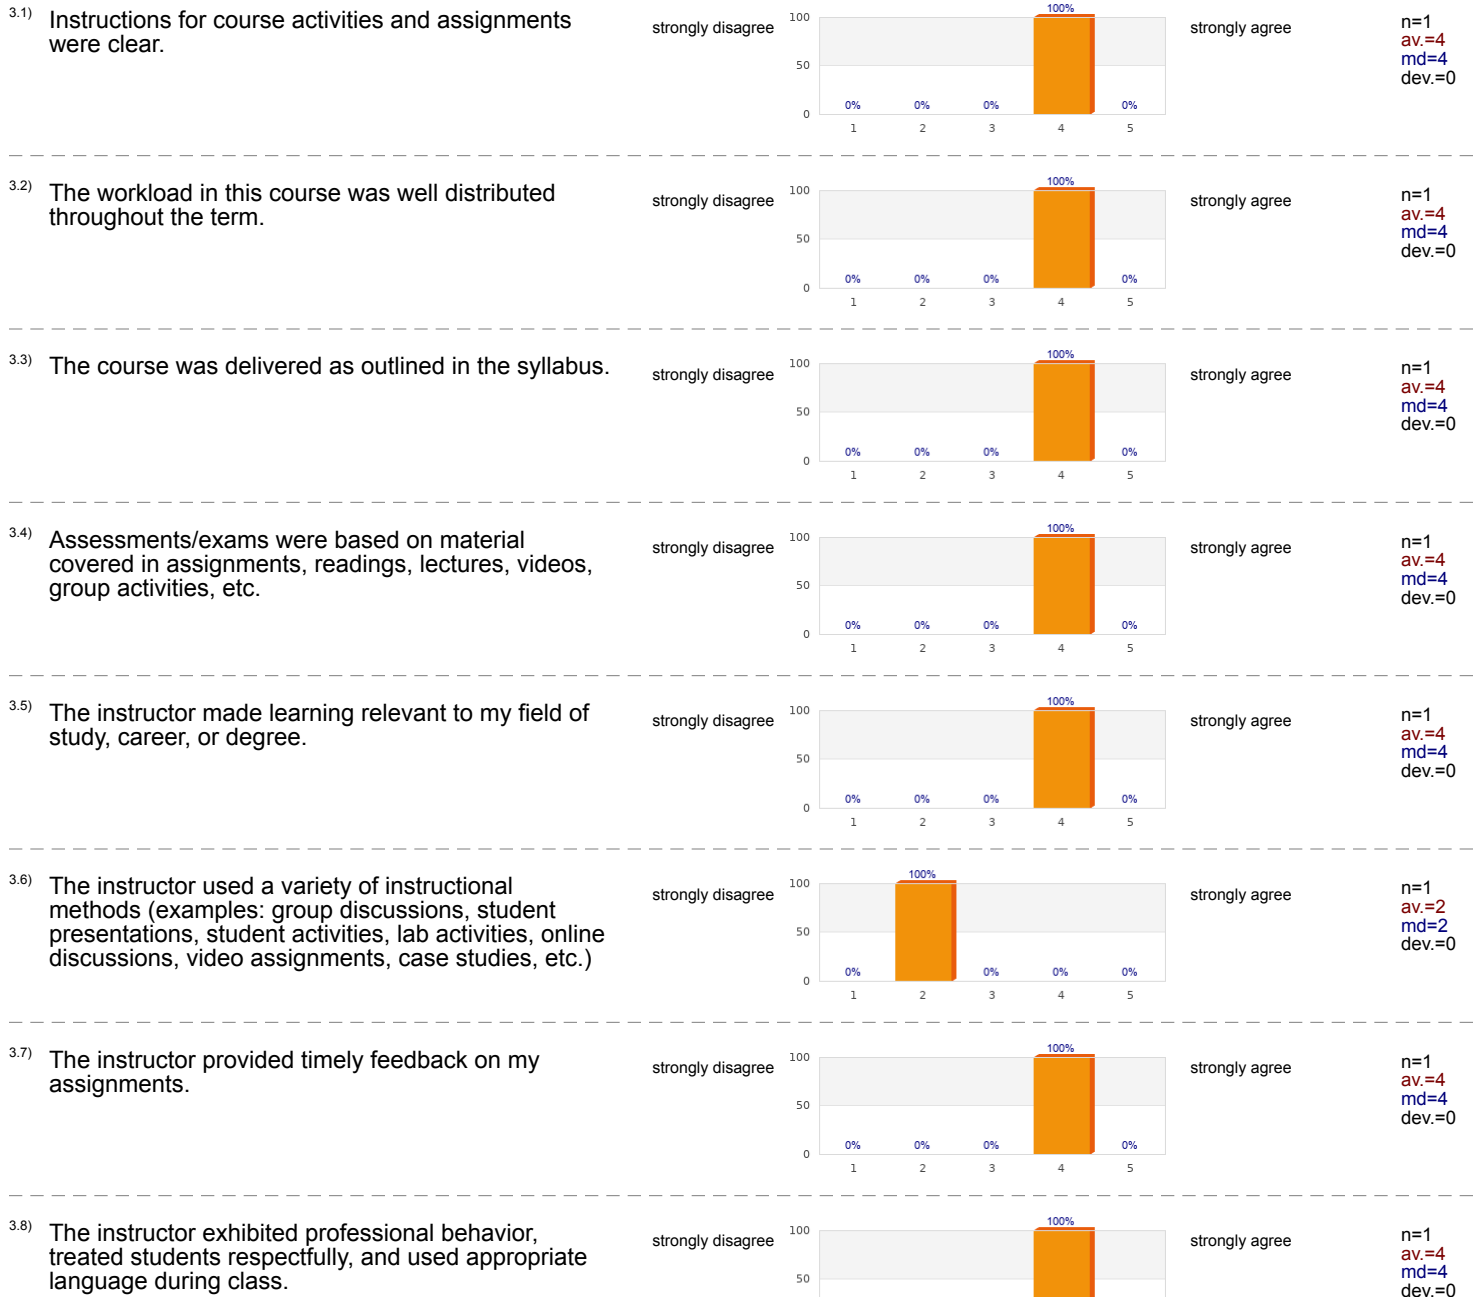 3.1) Instructions for course activities and assignments
were clear.
strongly disagree
100
50
0
100%
0% 0% 0% 0%
1 2 3 4 5
strongly agree
n=1
av.=4
md=4
dev.=0
3.2) The workload in this course was well distributed
throughout the term.
strongly disagree
100
50
0
100%
0% 0% 0% 0%
1 2 3 4 5
strongly agree
n=1
av.=4
md=4
dev.=0
3.3) The course was delivered as outlined in the syllabus.
strongly disagree
100
50
0
100%
0% 0% 0% 0%
1 2 3 4 5
strongly agree
n=1
av.=4
md=4
dev.=0
3.4) Assessments/exams were based on material
covered in assignments, readings, lectures, videos,
group activities, etc.
strongly disagree
100
50
0
100%
0% 0% 0% 0%
1 2 3 4 5
strongly agree
n=1
av.=4
md=4
dev.=0
3.5) The instructor made learning relevant to my field of
study, career, or degree.
strongly disagree
100
50
0
100%
0% 0% 0% 0%
1 2 3 4 5
strongly agree
n=1
av.=4
md=4
dev.=0
3.6) The instructor used a variety of instructional
methods (examples: group discussions, student
presentations, student activities, lab activities, online
discussions, video assignments, case studies, etc.)
strongly disagree
100
50
0
100%
0% 0% 0% 0%
1 2 3 4 5
strongly agree
n=1
av.=2
md=2
dev.=0
3.7) The instructor provided timely feedback on my
assignments.
strongly disagree
100
50
0
100%
0% 0% 0% 0%
1 2 3 4 5
strongly agree
n=1
av.=4
md=4
dev.=0
3.8) The instructor exhibited professional behavior,
treated students respectfully, and used appropriate
language during class.
strongly disagree
100
50
100%
strongly agree
n=1
av.=4
md=4
dev.=0